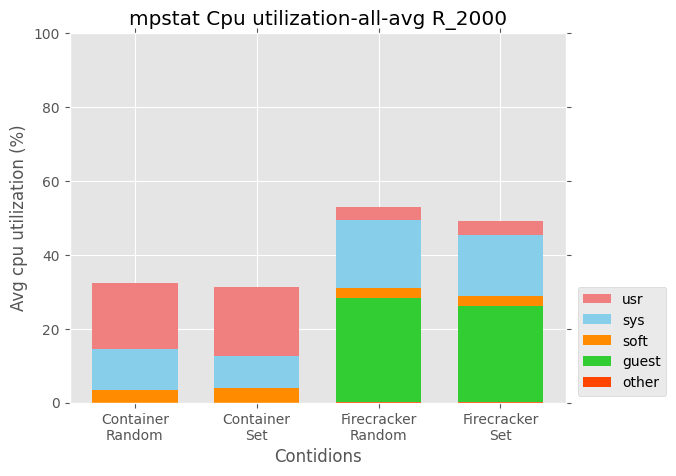 mpstat Cpu utilization-all-avg R_2000
Avg cpu utilization (%)
100
80
60
40
20
0
Container
Random
Container
Set
Firecracker
Random
Firecracker
Set
Contidions
usr
sys
soft
guest
other